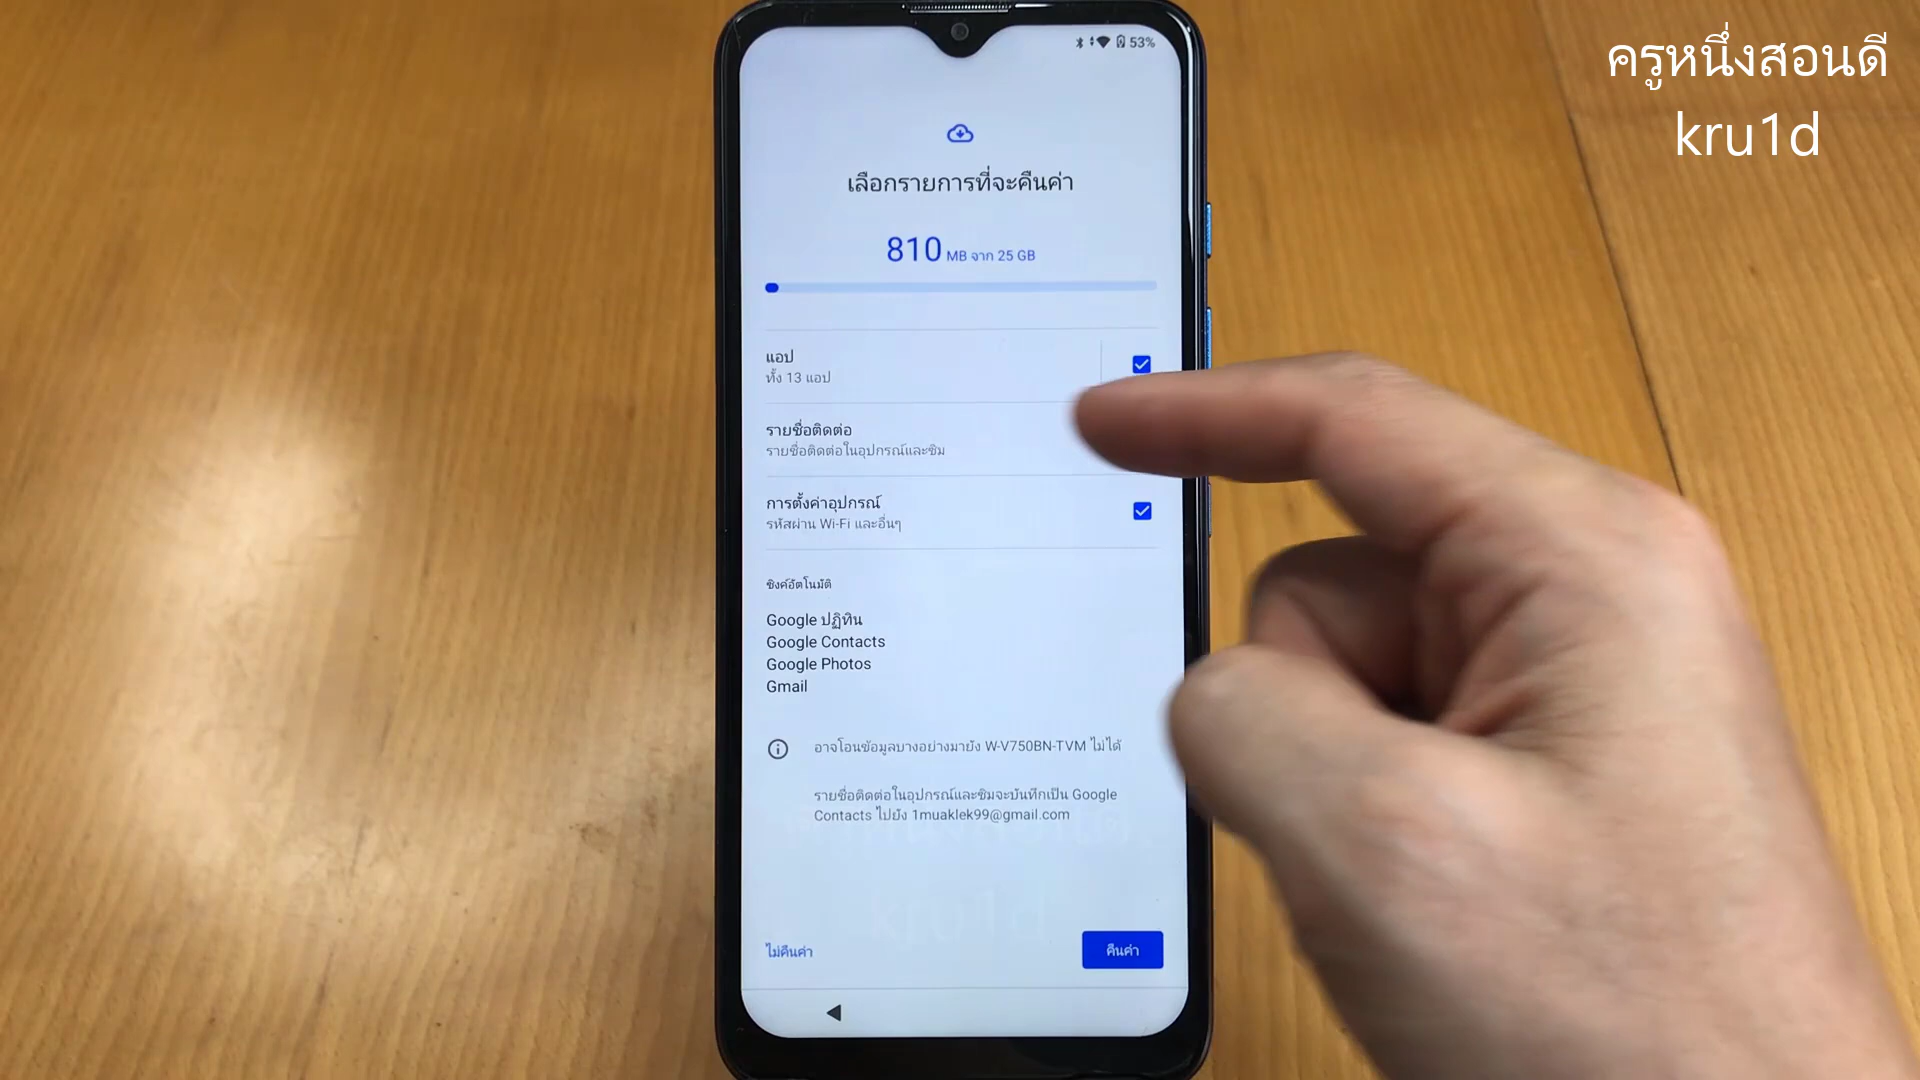 53%
ครูหนึ่งสอนดี
kru1d
เลือกรายการที่จะคืนค่า
810 MB จาก 25 GB
แอป
ทั้ง 13 แอป
รายชื่อติดต่อ
รายชื่อติดต่อในอุปกรณ์และซิม
การตั้งค่าอุปกรณ์
รหัสผ่าน Wi-Fi และอื่นๆ
ซิงค์อัตโนมัติ
Google ปฏิทิน
Google Contacts
Google Photos
Gmail
อาจโอนข้อมูลบางอย่างมายัง W-V750BN-TVM ไม่ได้
รายชื่อติดต่อในอุปกรณ์และซิมจะบันทึกเป็น Google
Contacts ไปยัง 1muaklek99@gmail.com
kru1d
ไม่คืนค่า
คืนค่า